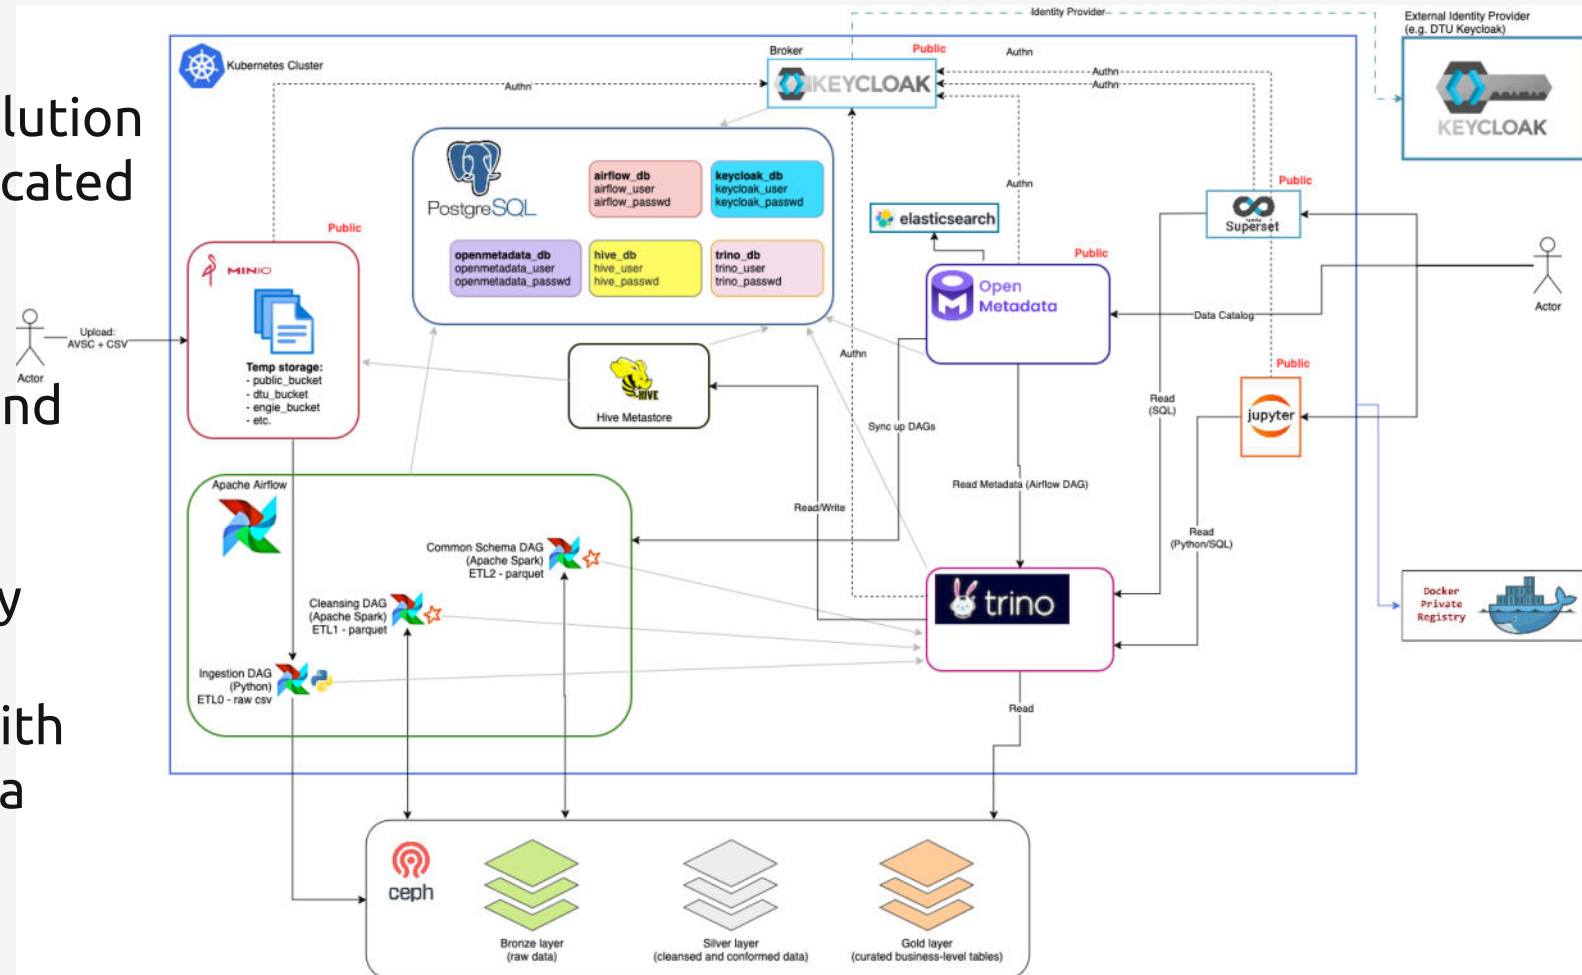 lution
cated
nd
y
ith
a
Identity Provider
External Identity Provider
(e.g. DTU Keycloak)
KEYCLOAK
Kubernetes Cluster
Broker
Public
KEYCLOAK
Authn
Authn
Authn
Authn
Authn
Authn
PostgreSQL
airflow_db
airflow_user
airflow_passwd
keycloak_db
keycloak_user
keycloak_passwd
openmetadata_db
openmetadata_user
openmetadata_passwd
hive_db
hive_user
hive_passwd
trino_db
trino_user
trino_passwd
elasticsearch
Public
Open
Metadata
Public
Superset
Public
jupyter
Actor
Data Catalog
Public
MINIO
Temp storage:
- public_bucket
- dtu_bucket
- engie_bucket
- etc.
Actor
Upload:
AVSC + CSV
HIVE
Hive Metastore
Sync up DAGs
Read Metadata (Airflow DAG)
Read
(SQL)
Read
(Python/SQL)
Read/Write
Apache Airflow
Common Schema DAG
(Apache Spark)
ETL2 - parquet
Cleansing DAG
(Apache Spark)
ETL1 - parquet
Ingestion DAG
(Python)
ETL0 - raw csv
trino
Read
Docker
Private
Registry
ceph
Bronze layer
(raw data)
Silver layer
(cleansed and conformed data)
Gold layer
(curated business-level tables)